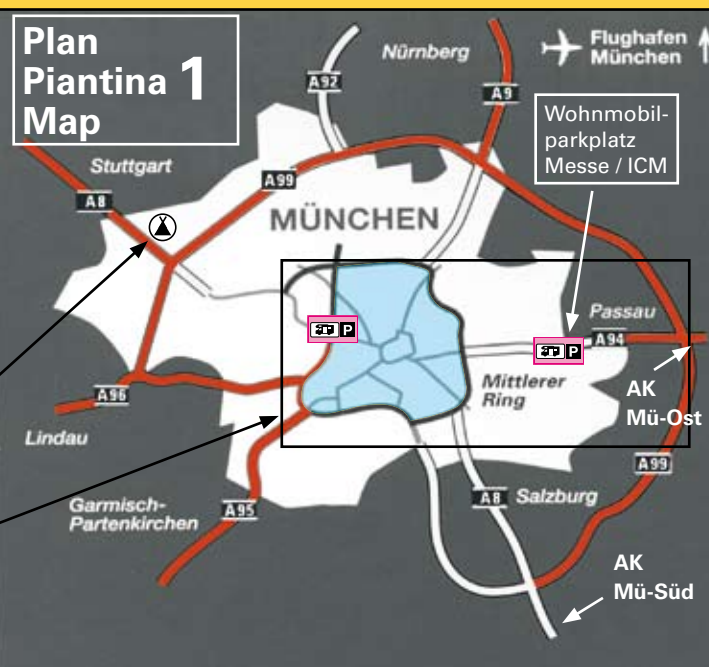 Plan
Piantina 1
Map
Nürnberg
Flughafen
München
A92
A9
Wohnmobil-
parkplatz
Messe / ICM
Stuttgart
A99
A8
MÜNCHEN
P
Passau
P
A94
Mittlerer
Ring
AK
Mü-Ost
A96
Lindau
A99
Garmisch-
Partenkirchen
A95
A8
Salzburg
AK
Mü-Süd